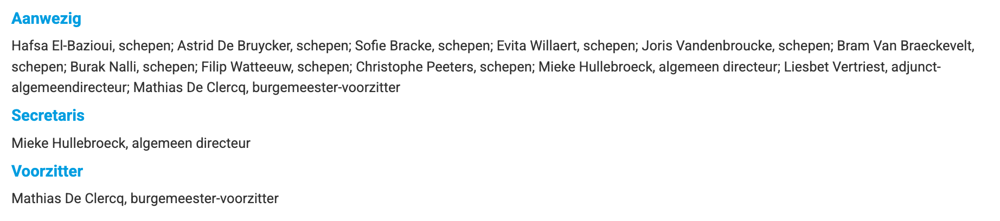 Aanwezig
Hafsa El-Bazioui, schepen; Astrid De Bruycker, schepen; Sofie Bracke, schepen; Evita Willaert, schepen; Joris Vandenbroucke, schepen; Bram Van Braeckevelt,
schepen; Burak Nalli, schepen; Filip Watteeuw, schepen; Christophe Peeters, schepen; Mieke Hullebroeck, algemeen directeur; Liesbet Vertriest, adjunct-
algemeendirecteur; Mathias De Clercq, burgemeester-voorzitter
Secretaris
Mieke Hullebroeck, algemeen directeur
Voorzitter
Mathias De Clercq, burgemeester-voorzitter